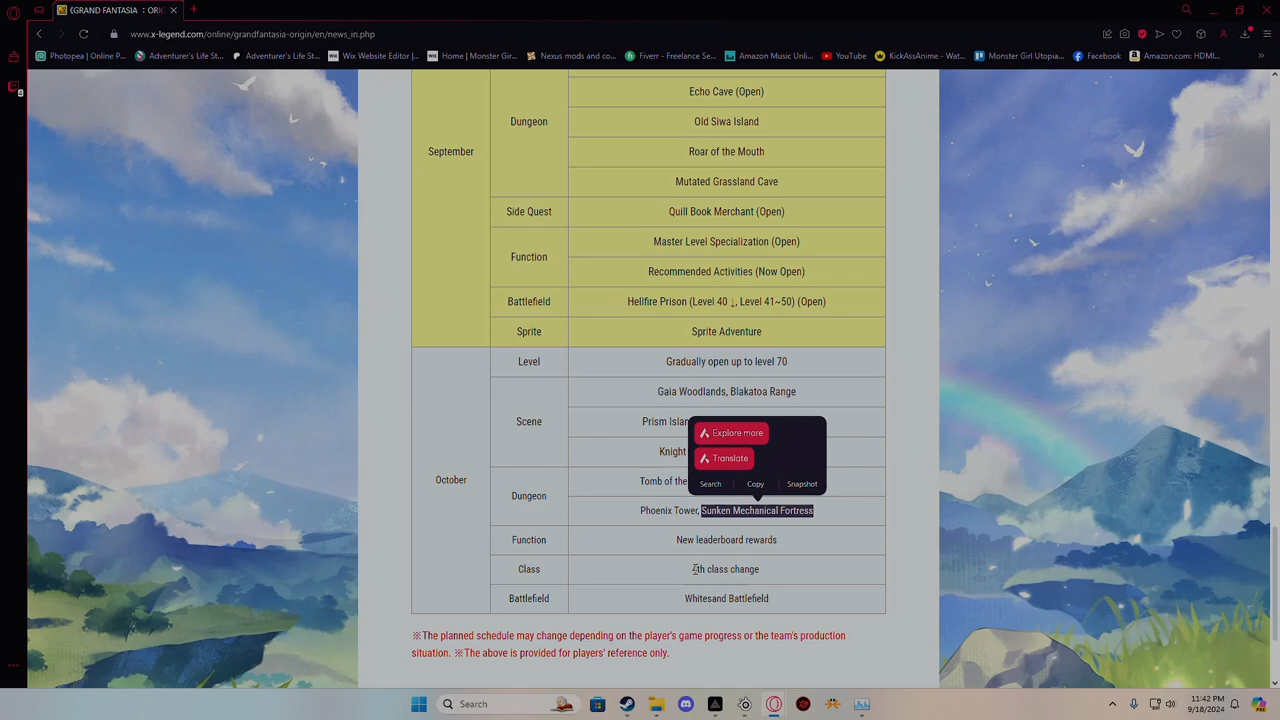 《GRAND FANTASIA : ORIG
www.x-legend.com/online/grandfantasia-origin/en/news_in.php
Photopea | Online P...
Adventurer's Life St...
Adventurer's Life St...
Wix Website Editor |...
Home | Monster Gir...
Nexus mods and co...
Fiverr - Freelance Se...
Amazon Music Unli...
YouTube
KickAssAnime - Wat...
Monster Girl Utopia...
Facebook
Amazon.com: HDMI...
September
Dungeon
Echo Cave (Open)
Old Siwa Island
Roar of the Mouth
Mutated Grassland Cave
Side Quest
Quill Book Merchant (Open)
Function
Master Level Specialization (Open)
Recommended Activities (Now Open)
Battlefield
Hellfire Prison (Level 40 ↓, Level 41~50) (Open)
Sprite
Sprite Adventure
October
Level
Gradually open up to level 70
Scene
Gaia Woodlands, Blakatoa Range
Prism Islan
Knight
Explore more
Translate
Search
Copy
Snapshot
Dungeon
Tomb of the
Phoenix Tower, Sunken Mechanical Fortress
Function
New leaderboard rewards
Class
th class change
Battlefield
Whitesand Battlefield
※The planned schedule may change depending on the player's game progress or the team's production
situation. ※The above is provided for players' reference only.
Search
11:42 PM
9/18/2024